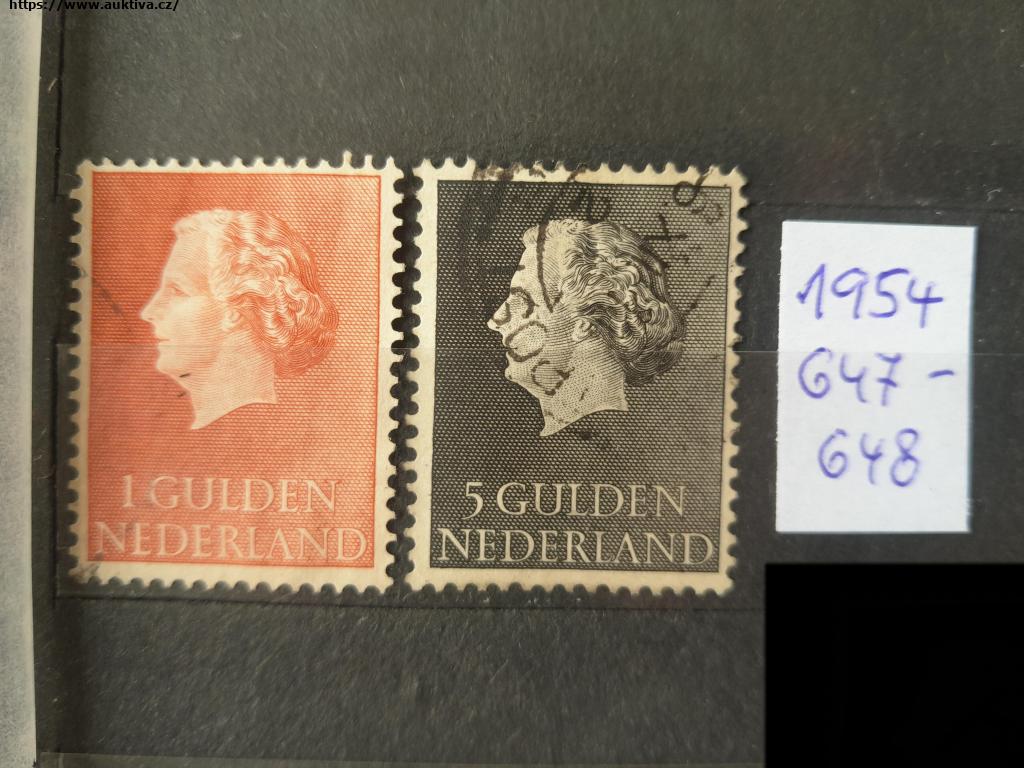 https://www.auktiva.cz/
1 GULDEN
NEDERLAND
5 GULDEN
NEDERLAND
1954
647-
648